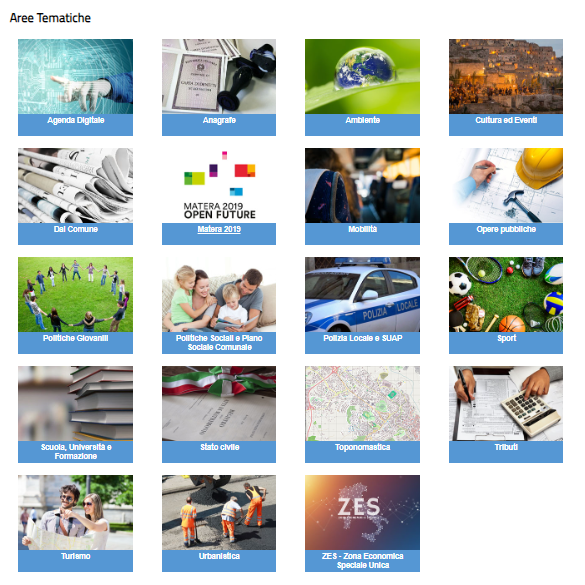 Aree Tematiche
Agenda Digitale
Anagrafe
Ambiente
Cultura ed Eventi
MATERA 2019
OPEN FUTURE
Dal Comune
Matera 2019
Mobilità
Opere pubbliche
POLIZIA LOCALE
Politiche Giovanili
Politiche Sociali e Piano
Sociale Comunale
Polizia Locale e SUAP
Sport
Scuola, Università e
Formazione
Stato civile
Toponomastica
Tributi
ZES
Turismo
Urbanistica
ZES - Zona Economica
Speciale Unica